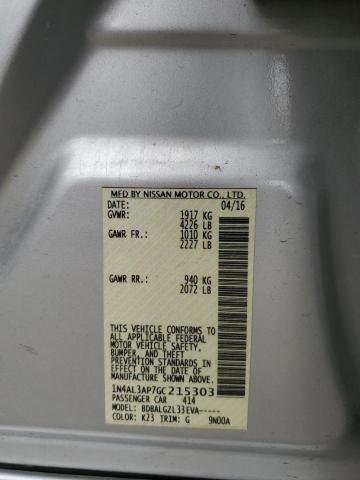 MFD BY NISSAN MOTOR CO., LTD.
DATE: 04/16
GVWR: 1917 KG
4226 LB
GAWR FR.: 1010 KG
2227 LB
GAWR RR.: 940 KG
2072 LB
THIS VEHICLE CONFORMS TO
ALL APPLICABLE FEDERAL
MOTOR VEHICLE SAFETY,
BUMPER, AND THEFT
PREVENTION STANDARDS IN
EFFECT ON THE DATE OF
MANUFACTURE SHOWN ABOVE.
1N4AL3AP7GC215303
PASSENGER CAR 414
MODEL: BDBALGZL33EVA-----
COLOR: K23 TRIM: G 9N00A